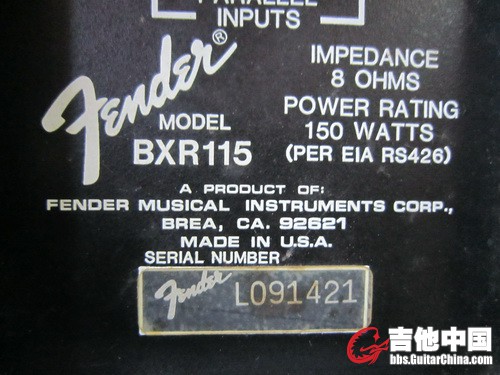 PARALLEL
INPUTS
Fender®
MODEL
BXR115
IMPEDANCE
8 OHMS
POWER RATING
150 WATTS
(PER EIA RS426)
A PRODUCT OF:
FENDER MUSICAL INSTRUMENTS CORP.,
BREA, CA. 92621
MADE IN U.S.A.
SERIAL NUMBER
Fender L091421
吉他中国
bbs.GuitarChina.com